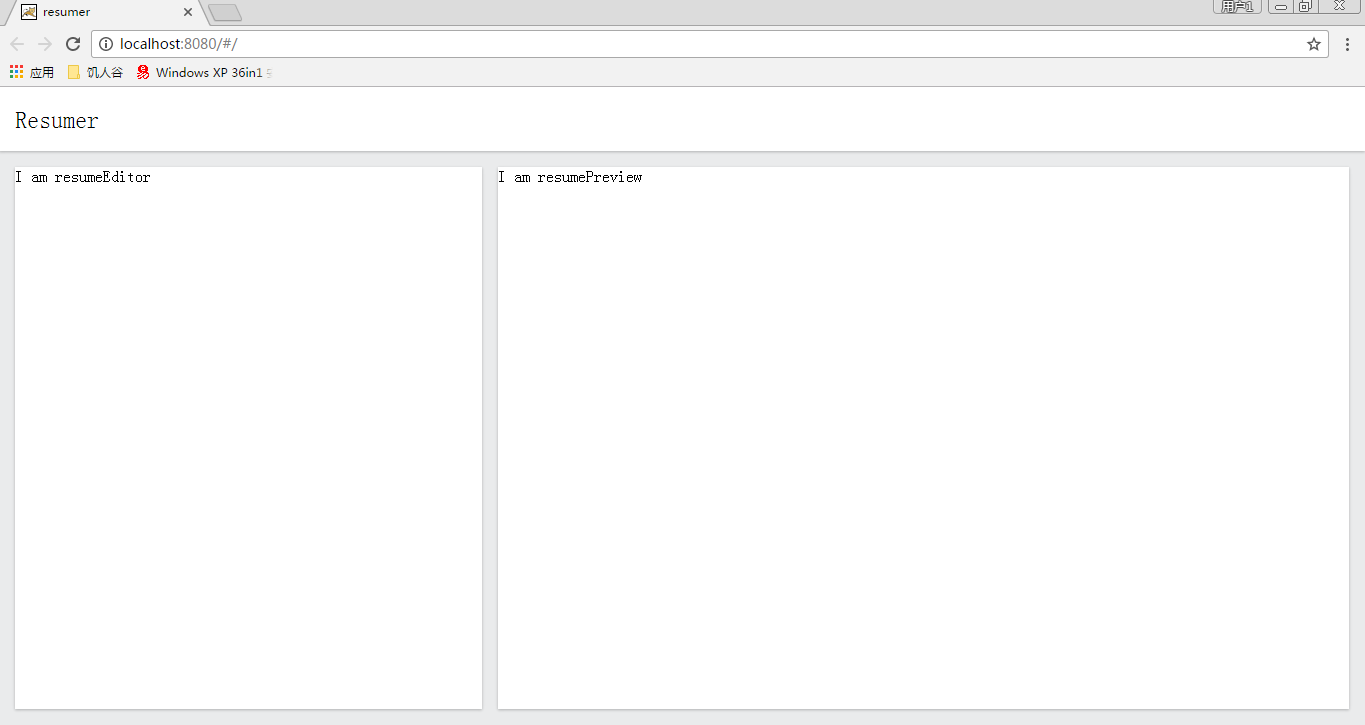 resumer
用户1
localhost:8080/#/
应用 饥人谷 Windows XP 36in1
Resumer
I am resumeEditor
I am resumePreview